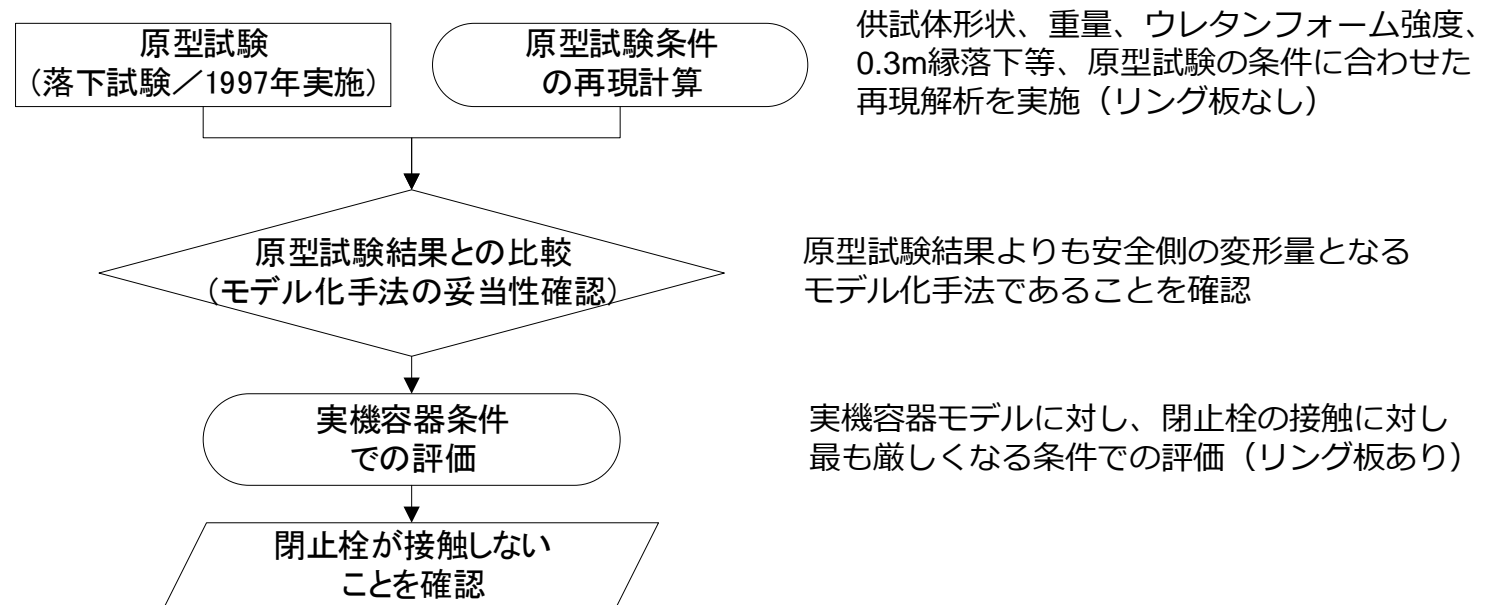 原型試験
(落下試験／1997年実施)
原型試験条件
の再現計算
供試体形状、重量、ウレタンフォーム強度、
0.3m縁落下等、原型試験の条件に合わせた
再現解析を実施（リング板なし）
原型試験結果との比較
(モデル化手法の妥当性確認)
原型試験結果よりも安全側の変形量となる
モデル化手法であることを確認
実機容器条件
での評価
実機容器モデルに対し、閉止栓の接触に対し
最も厳しくなる条件での評価（リング板あり）
閉止栓が接触しない
ことを確認